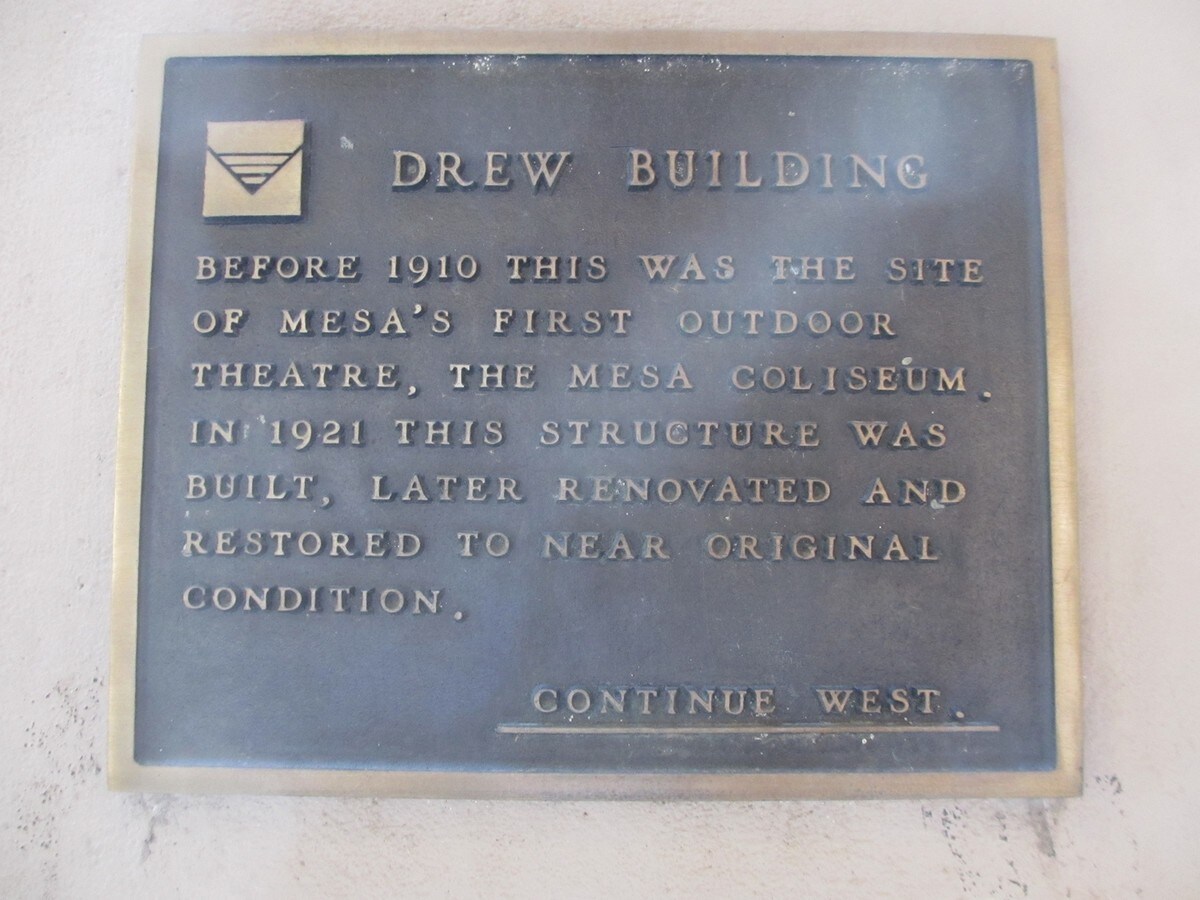 DREW BUILDING
BEFORE 1910 THIS WAS THE SITE
OF MESA'S FIRST OUTDOOR
THEATRE, THE MESA COLISEUM.
IN 1921 THIS STRUCTURE WAS
BUILT, LATER RENOVATED AND
RESTORED TO NEAR ORIGINAL
CONDITION.
CONTINUE WEST.